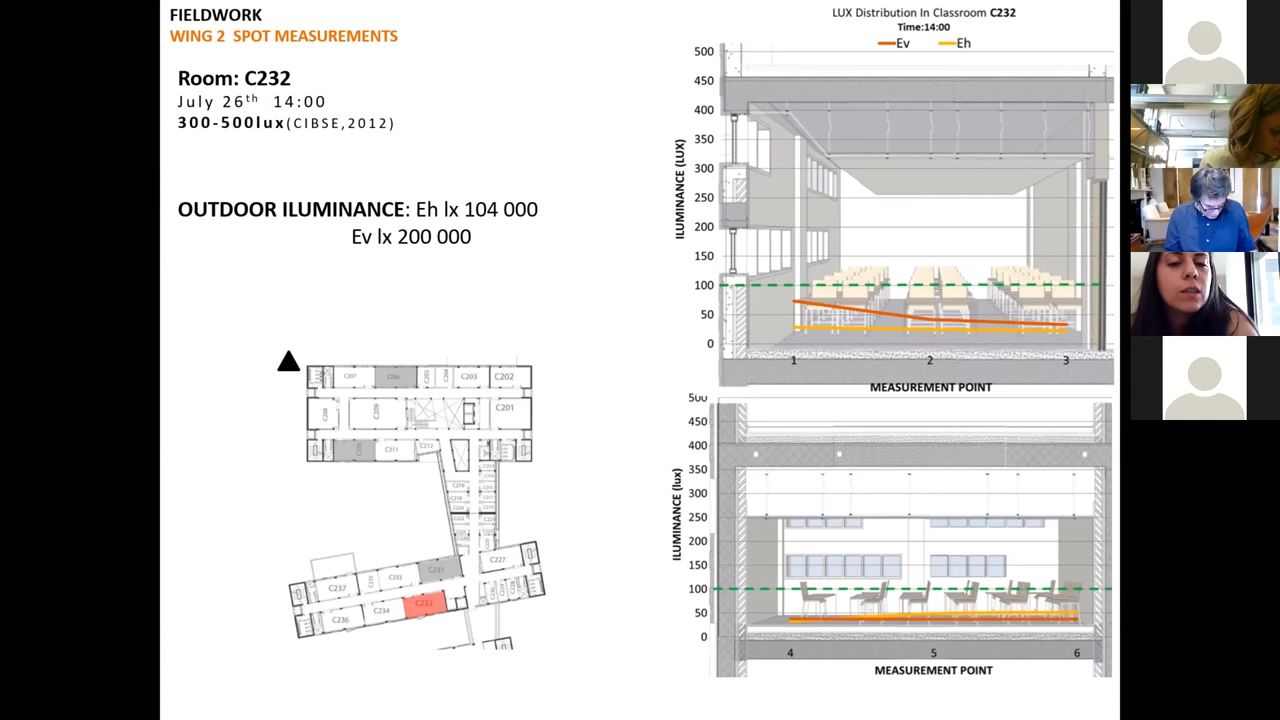 FIELDWORK
WING 2 SPOT MEASUREMENTS
Room: C232
July 26th 14:00
300-500lux(CIBSE,2012)
OUTDOOR ILUMINANCE: Eh lx 104 000
Ev lx 200 000
C207
C203
C202
C209
C201
C211
C212
C227
C231
C233
C237
C232
C234
C236
LUX Distribution In Classroom C232
Time:14:00
Ev
Eh
ILUMINANCE (LUX)
500
450
400
350
300
250
200
150
100
50
0
1 2 3
MEASUREMENT POINT
ILUMINANCE (lux)
500
450
400
350
300
250
200
150
100
50
0
4 5 6
MEASUREMENT POINT